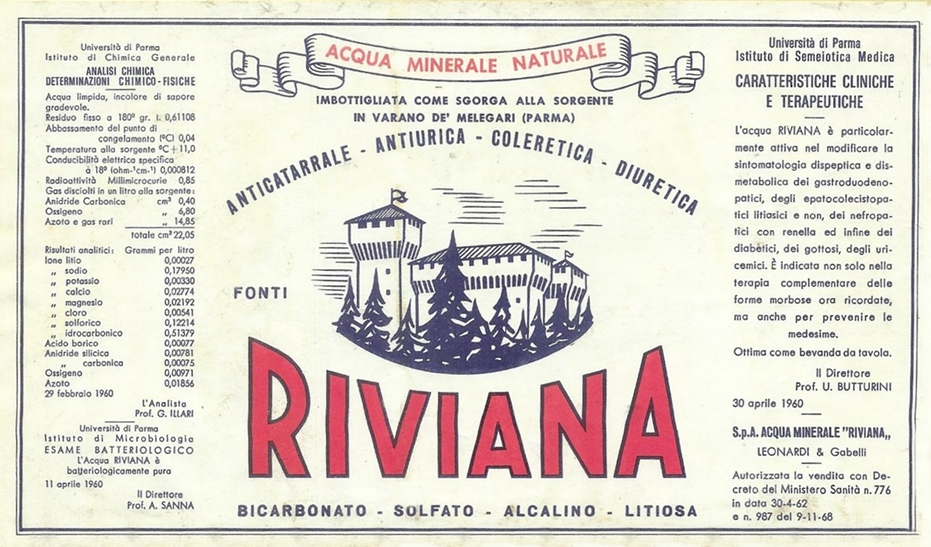 Università di Parma
Istituto di Chimica Generale
ANALISI CHIMICA
DETERMINAZIONI CHIMICO-FISICHE
Acqua limpida, incolore di sapore
gradevole.
Residuo fisso a 180° gr. l. 0,61108
Abbassamento del punto di
congelamento (°C) 0,04
Temperatura alla sorgente °C+11,0
Conducibilità elettrica specifica
à 18° (ohm-¹cm-¹) 0,000812
Radioattività Millimicrocurie 0,85
Gas disciolti in un litro alla sorgente:
Anidride Carbonica cm³ 0,40
Ossigeno „ 6,80
Azoto e gas rari „ 14,85
totale cm³ 22,05
Risultati analitici: Grammi per litro
Ione litio 0,00027
„ sodio 0,17950
„ potassio 0,00330
„ calcio 0,02774
„ magnesio 0,02192
„ cloro 0,00541
„ solforico 0,12214
„ idrocarbonico 0,51379
Acido borico 0,00077
Anidride silicica 0,00781
„ carbonica 0,00075
Ossigeno 0,00971
Azoto 0,01856
29 febbraio 1960
L'Analista
Prof. G. ILLARI
Università di Parma
Istituto di Microbiologia
ESAME BATTERIOLOGICO
L'Acqua RIVIANA è
batteriologicamente pura
11 aprile 1960
Il Direttore
Prof. A. SANNA
ACQUA MINERALE NATURALE
IMBOTTIGLIATA COME SGORGA ALLA SORGENTE
IN VARANO DE' MELEGARI (PARMA)
ANTICATARRALE - ANTIURICA - COLERETICA - DIURETICA
FONTI
RIVIANA
BICARBONATO - SOLFATO - ALCALINO - LITIOSA
Università di Parma
Istituto di Semeiotica Medica
CARATTERISTICHE CLINICHE
E TERAPEUTICHE
L'acqua RIVIANA è particolar-
mente attiva nel modificare la
sintomatologia dispeptica e dis-
metabolica dei gastroduodeno-
patici, degli epatocolecistopa-
tici litiasici e non, dei nefropa-
tici con renella ed infine dei
diabetici, dei gottosi, degli uri-
cemici. È indicata non solo nella
terapia complementare delle
forme morbose ora ricordate,
ma anche per prevenire le
medesime.
Ottima come bevanda da tavola.
Il Direttore
Prof. U. BUTTURINI
30 aprile 1960
S.p.A. ACQUA MINERALE "RIVIANA„
LEONARDI & Gabelli
Autorizzata la vendita con De-
creto del Ministero Sanità n. 776
in data 30-4-62
e n. 987 del 9-11-68